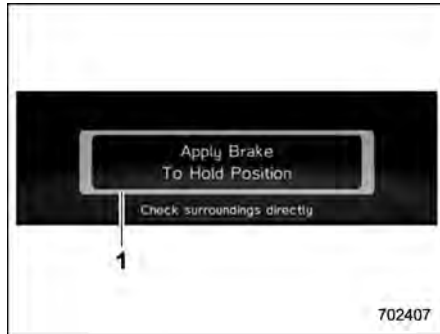 Apply Brake
To Hold Position
Check surroundings directly
1
702407